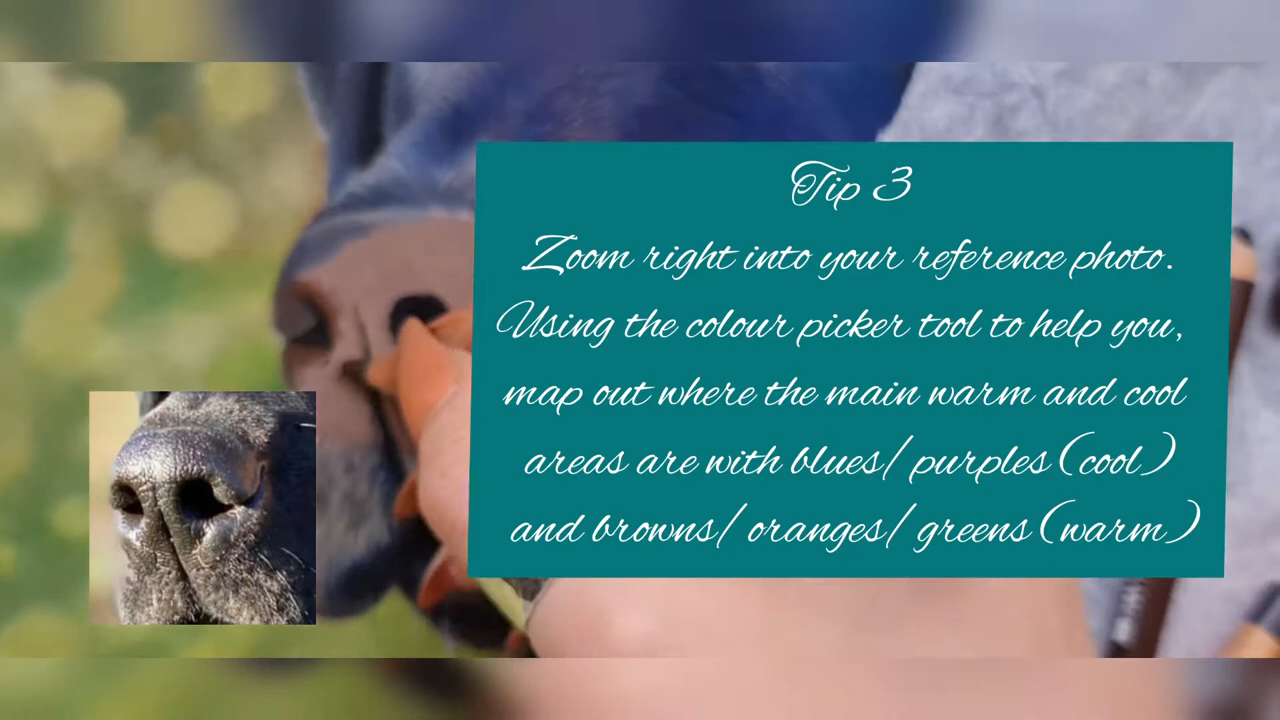 Tip 3
Zoom right into your reference photo.
Using the colour picker tool to help you,
map out where the main warm and cool
areas are with blues/ purples (cool)
and browns/ oranges/ greens (warm)